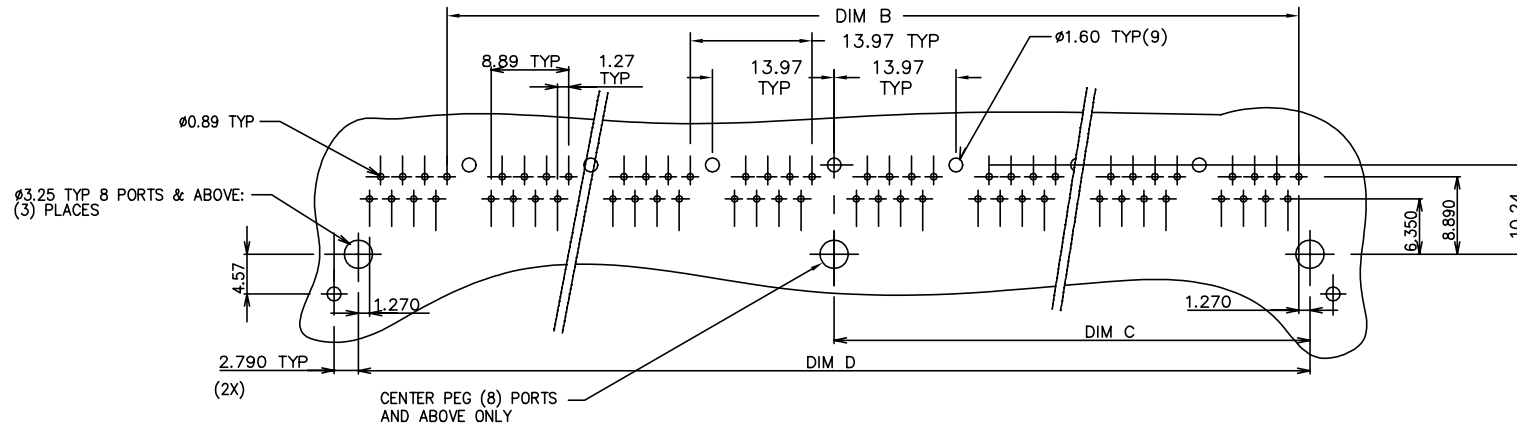 DIM B
13.97 TYP
ø1.60 TYP(9)
8.89 TYP
1.27
TYP
13.97
TYP
13.97
TYP
ø0.89 TYP
ø3.25 TYP 8 PORTS & ABOVE:
(3) PLACES
6.350
8.890
10.24
4.57
1.270
1.270
DIM C
2.790 TYP
(2X)
DIM D
CENTER PEG (8) PORTS
AND ABOVE ONLY